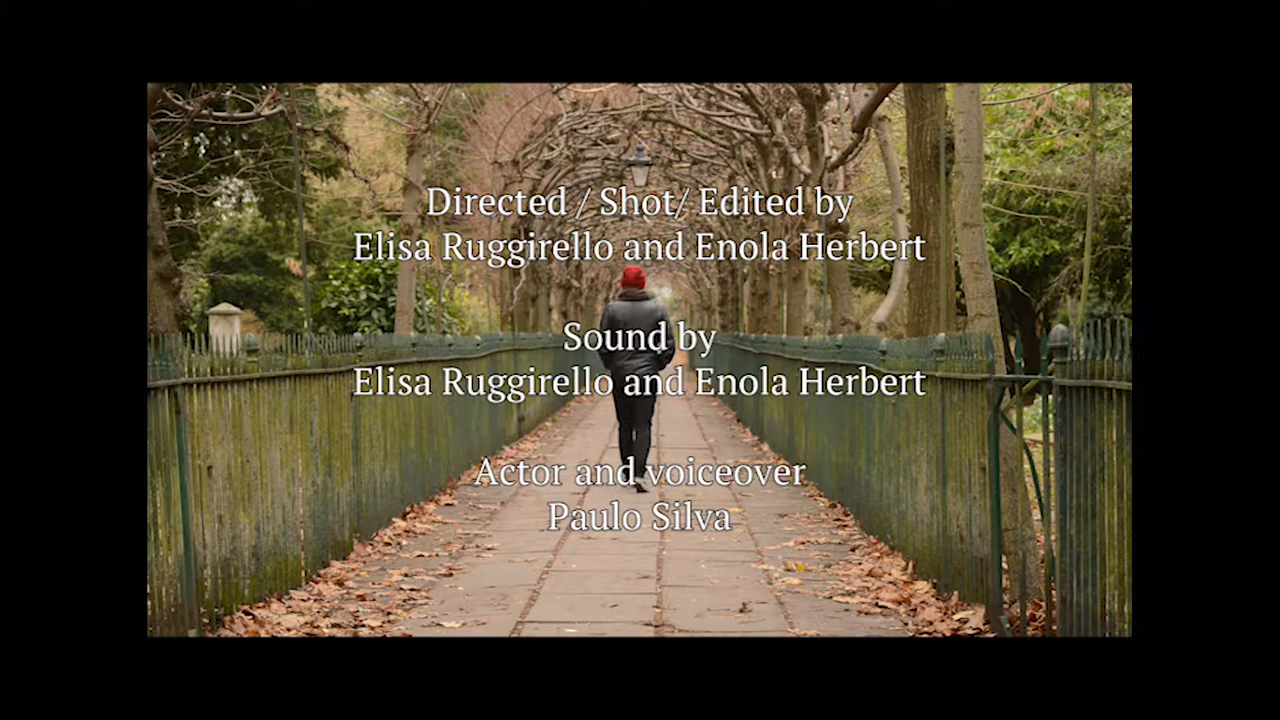 Directed / Shot/ Edited by
Elisa Ruggirello and Enola Herbert
Sound by
Elisa Ruggirello and Enola Herbert
Actor and voiceover
Paulo Silva